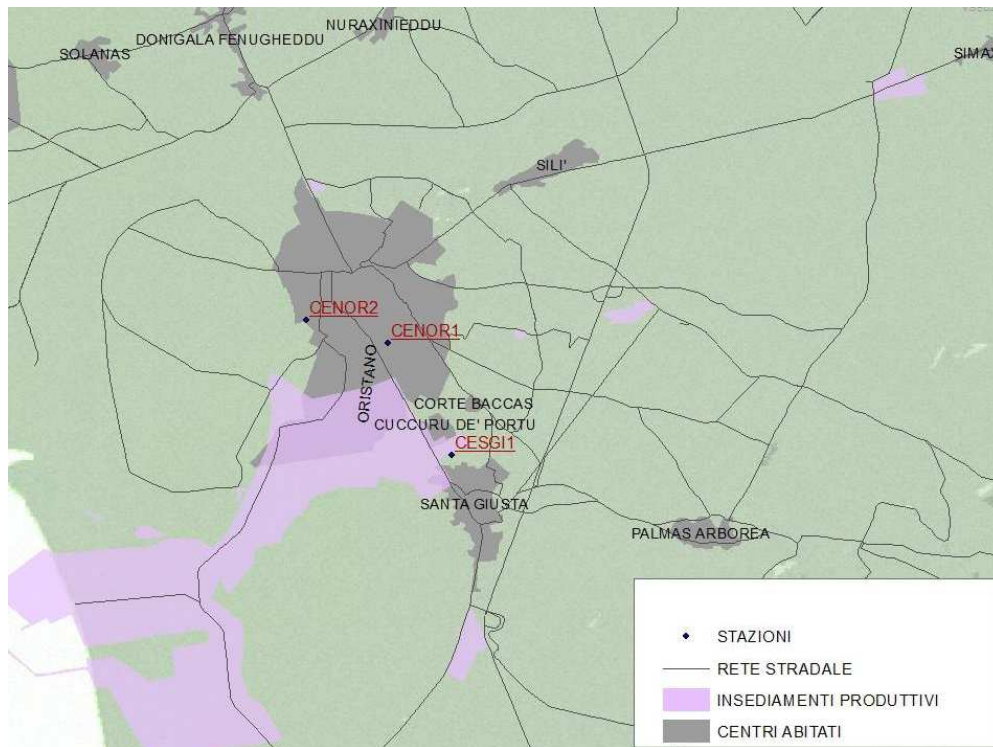 NURAXINIEDDU
DONIGALA FENUGHEDDU
SOLANAS
SIMAX
SILI'
CENOR2
CENOR1
ORISTANO
CORTE BACCAS
CUCCURU DE' PORTU
CESGI1
SANTA GIUSTA
PALMAS ARBOREA
STAZIONI
RETE STRADALE
INSEDIAMENTI PRODUTTIVI
CENTRI ABITATI